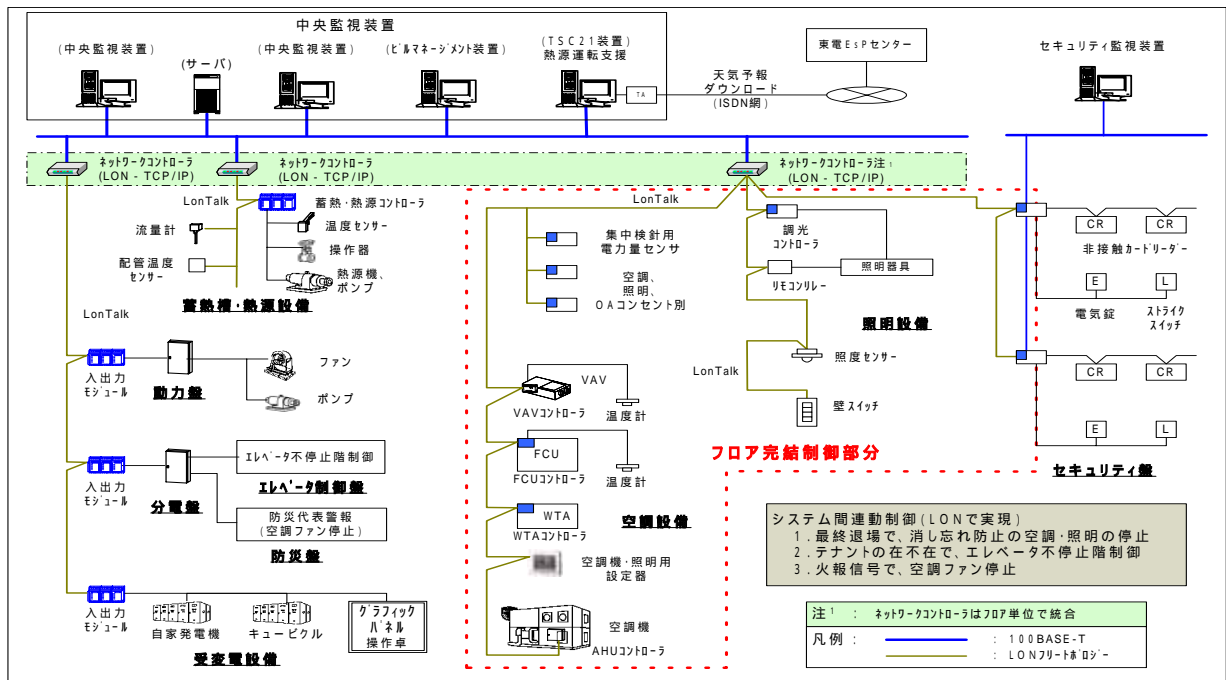 中央監視装置
(中央監視装置)
(サーバ)
(中央監視装置)
(ビルマネージメント装置)
(TSC21装置)
熱源運転支援
TA
天気予報
ダウンロード
(ISDN網)
東電EsPセンター
セキュリティ監視装置
ネットワークコントローラ
(LON - TCP/IP)
ネットワークコントローラ
(LON - TCP/IP)
ネットワークコントローラ注1
(LON - TCP/IP)
LonTalk
蓄熱・熱源コントローラ
流量計
温度センサー
操作器
配管温度
センサー
熱源機、
ポンプ
蓄熱槽・熱源設備
LonTalk
入出力
モジュール
動力盤
ファン
ポンプ
入出力
モジュール
分電盤
エレベータ不停止階制御
エレベータ制御盤
防災代表警報
(空調ファン停止)
防災盤
入出力
モジュール
自家発電機
キュービクル
グラフィック
パネル
操作卓
受変電設備
LonTalk
集中検針用
電力量センサ
空調、
照明、
OAコンセント別
調光
コントローラ
リモコンリレー
照明器具
照明設備
照度センサー
LonTalk
壁スイッチ
VAV
VAVコントローラ
温度計
FCU
FCUコントローラ
温度計
WTA
WTAコントローラ
空調設備
空調機・照明用
設定器
空調機
AHUコントローラ
フロア完結制御部分
CR
CR
非接触カードリーダー
E
L
電気錠
ストライク
スイッチ
CR
CR
E
L
セキュリティ盤
システム間連動制御(LONで実現)
1.最終退場で、消し忘れ防止の空調・照明の停止
2.テナントの在不在で、エレベータ不停止階制御
3.火報信号で、空調ファン停止
注1 : ネットワークコントローラはフロア単位で統合
凡例 : : 100BASE-T
: LONフリートポロジー